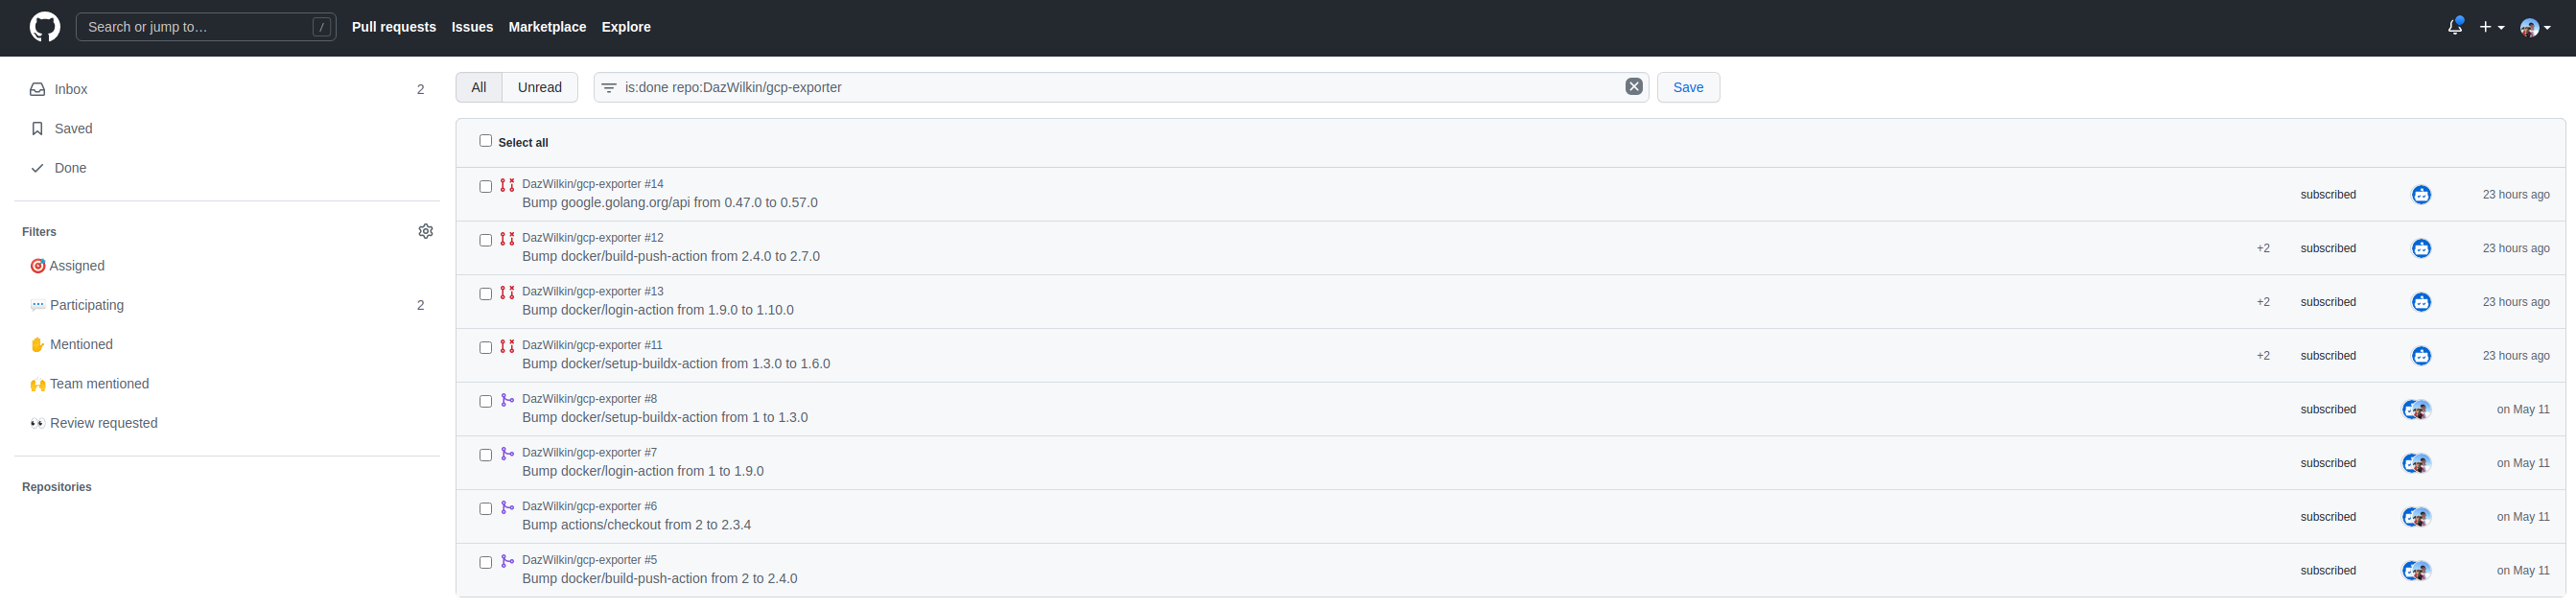 Search or jump to… /
Pull requests Issues Marketplace Explore
Inbox 2
Saved
Done
Filters
Assigned
Participating 2
Mentioned
Team mentioned
Review requested
Repositories
All Unread is:done repo:DazWilkin/gcp-exporter Save
Select all
DazWilkin/gcp-exporter #14
Bump google.golang.org/api from 0.47.0 to 0.57.0
subscribed 23 hours ago
DazWilkin/gcp-exporter #12
Bump docker/build-push-action from 2.4.0 to 2.7.0
+2 subscribed 23 hours ago
DazWilkin/gcp-exporter #13
Bump docker/login-action from 1.9.0 to 1.10.0
+2 subscribed 23 hours ago
DazWilkin/gcp-exporter #11
Bump docker/setup-buildx-action from 1.3.0 to 1.6.0
+2 subscribed 23 hours ago
DazWilkin/gcp-exporter #8
Bump docker/setup-buildx-action from 1 to 1.3.0
subscribed on May 11
DazWilkin/gcp-exporter #7
Bump docker/login-action from 1 to 1.9.0
subscribed on May 11
DazWilkin/gcp-exporter #6
Bump actions/checkout from 2 to 2.3.4
subscribed on May 11
DazWilkin/gcp-exporter #5
Bump docker/build-push-action from 2 to 2.4.0
subscribed on May 11